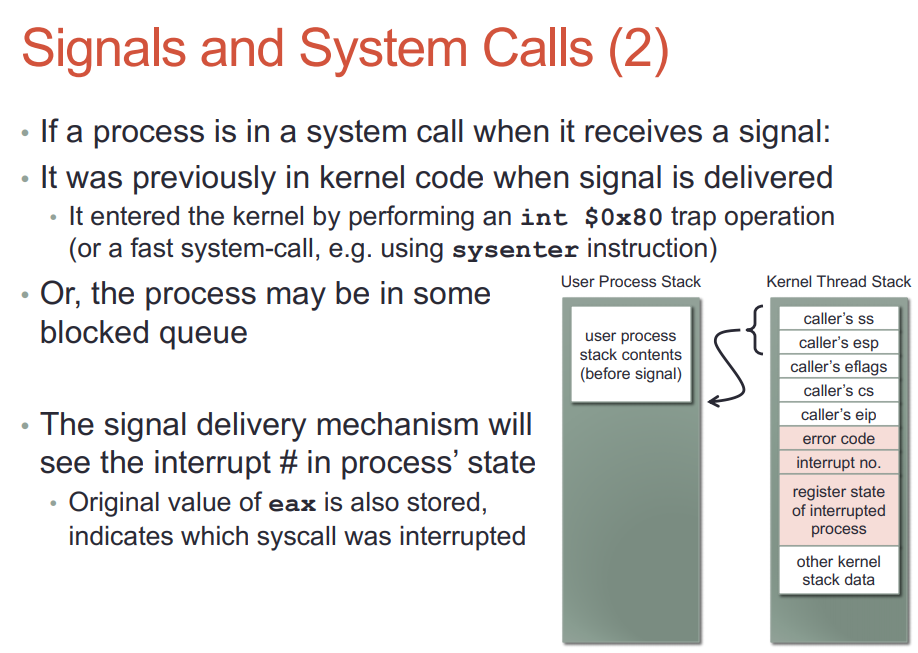 Signals and System Calls (2)
• If a process is in a system call when it receives a signal:
• It was previously in kernel code when signal is delivered
• It entered the kernel by performing an int $0x80 trap operation
(or a fast system-call, e.g. using sysenter instruction)
• Or, the process may be in some
blocked queue
• The signal delivery mechanism will
see the interrupt # in process’ state
• Original value of eax is also stored,
indicates which syscall was interrupted
User Process Stack
user process
stack contents
(before signal)
Kernel Thread Stack
caller’s ss
caller’s esp
caller’s eflags
caller’s cs
caller’s eip
error code
interrupt no.
register state
of interrupted
process
other kernel
stack data